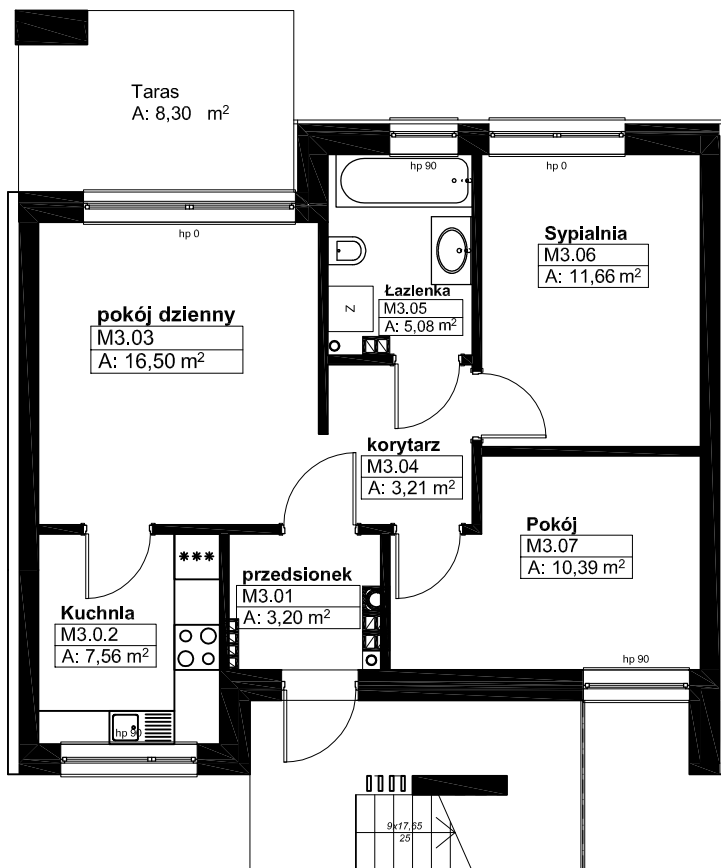 Taras
A: 8,30 m²
hp 90
hp 0
hp 0
Sypialnia
M3.06
A: 11,66 m²
Łazienka
M3.05
A: 5,08 m²
Z
pokój dzienny
M3.03
A: 16,50 m²
korytarz
M3.04
A: 3,21 m²
Pokój
M3.07
A: 10,39 m²
***
przedsionek
M3.01
A: 3,20 m²
Kuchnia
M3.0.2
A: 7,56 m²
hp 90
hp 90
9x17,65
25